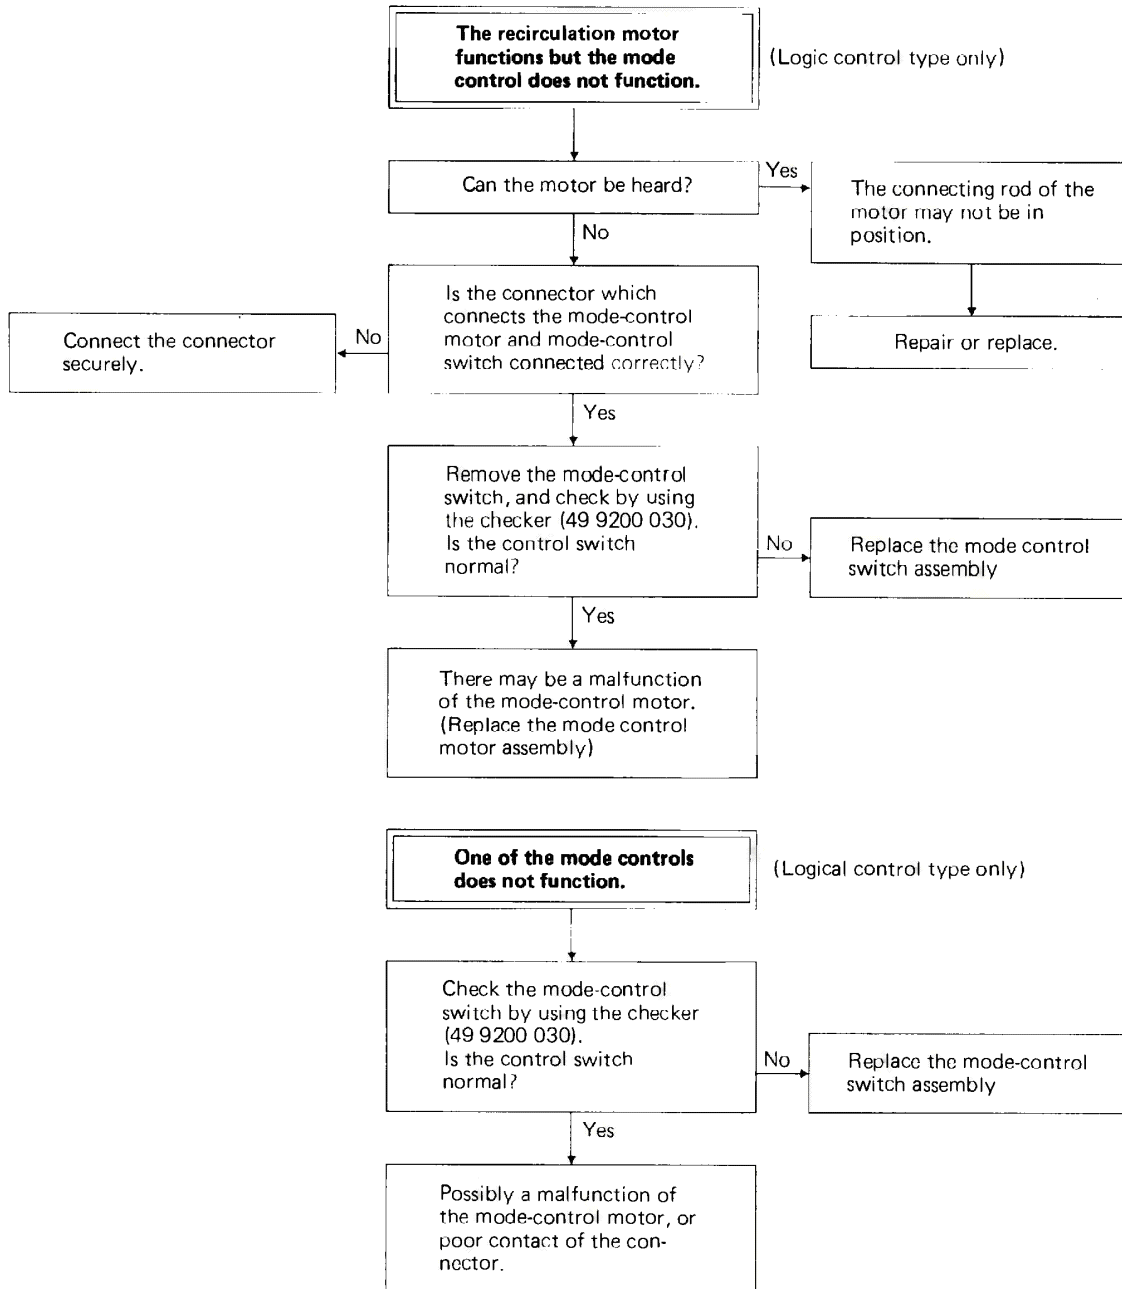 The recirculation motor
functions but the mode
control does not function.
(Logic control type only)
Can the motor be heard?
Yes
The connecting rod of the
motor may not be in
position.
Repair or replace.
No
Is the connector which
connects the mode-control
motor and mode-control
switch connected correctly?
No
Connect the connector
securely.
Yes
Remove the mode-control
switch, and check by using
the checker (49 9200 030).
Is the control switch
normal?
No
Replace the mode control
switch assembly
Yes
There may be a malfunction
of the mode-control motor.
(Replace the mode control
motor assembly)
One of the mode controls
does not function.
(Logical control type only)
Check the mode-control
switch by using the checker
(49 9200 030).
Is the control switch
normal?
No
Replace the mode-control
switch assembly
Yes
Possibly a malfunction of
the mode-control motor, or
poor contact of the con-
nector.